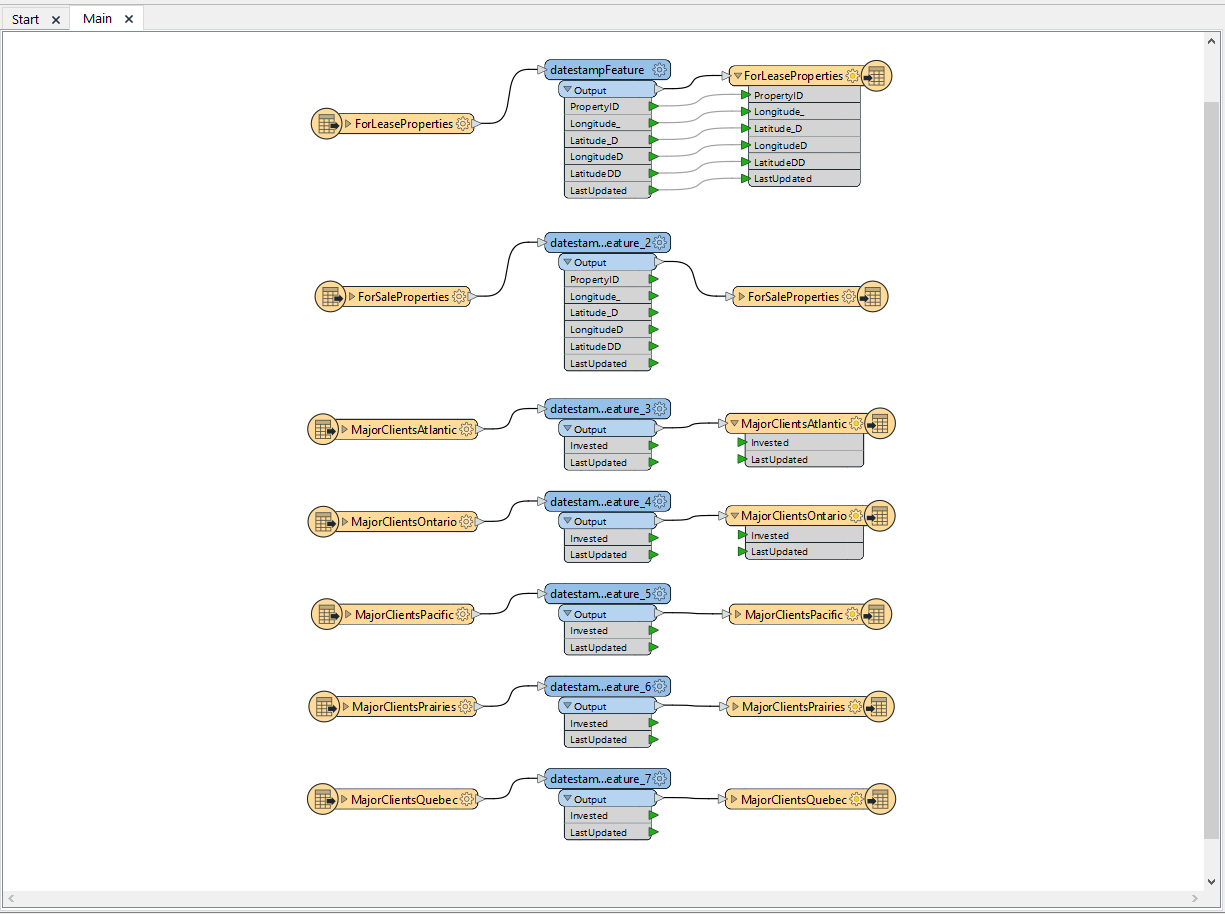 Start
Main
datestampFeature
Output
PropertyID
Longitude_
Latitude_D
LongitudeD
LatitudeDD
LastUpdated
ForLeaseProperties
ForLeaseProperties
PropertyID
Longitude_
Latitude_D
LongitudeD
LatitudeDD
LastUpdated
ForSaleProperties
datestam...eature_2
Output
PropertyID
Longitude_
Latitude_D
LongitudeD
LatitudeDD
LastUpdated
ForSaleProperties
MajorClientsAtlantic
datestam...eature_3
Output
Invested
LastUpdated
MajorClientsAtlantic
Invested
LastUpdated
MajorClientsOntario
datestam...eature_4
Output
Invested
LastUpdated
MajorClientsOntario
Invested
LastUpdated
MajorClientsPacific
datestam...eature_5
Output
Invested
LastUpdated
MajorClientsPacific
MajorClientsPrairies
datestam...eature_6
Output
Invested
LastUpdated
MajorClientsPrairies
MajorClientsQuebec
datestam...eature_7
Output
Invested
LastUpdated
MajorClientsQuebec